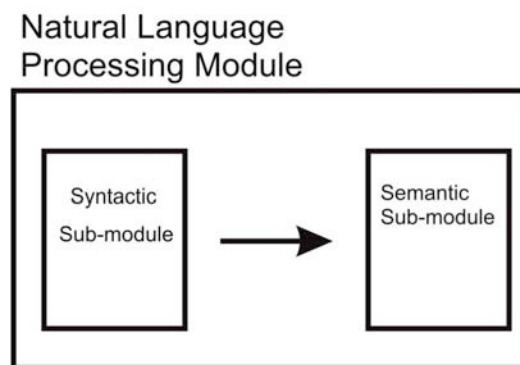 Natural Language
Processing Module
Syntactic
Sub-module
Semantic
Sub-module